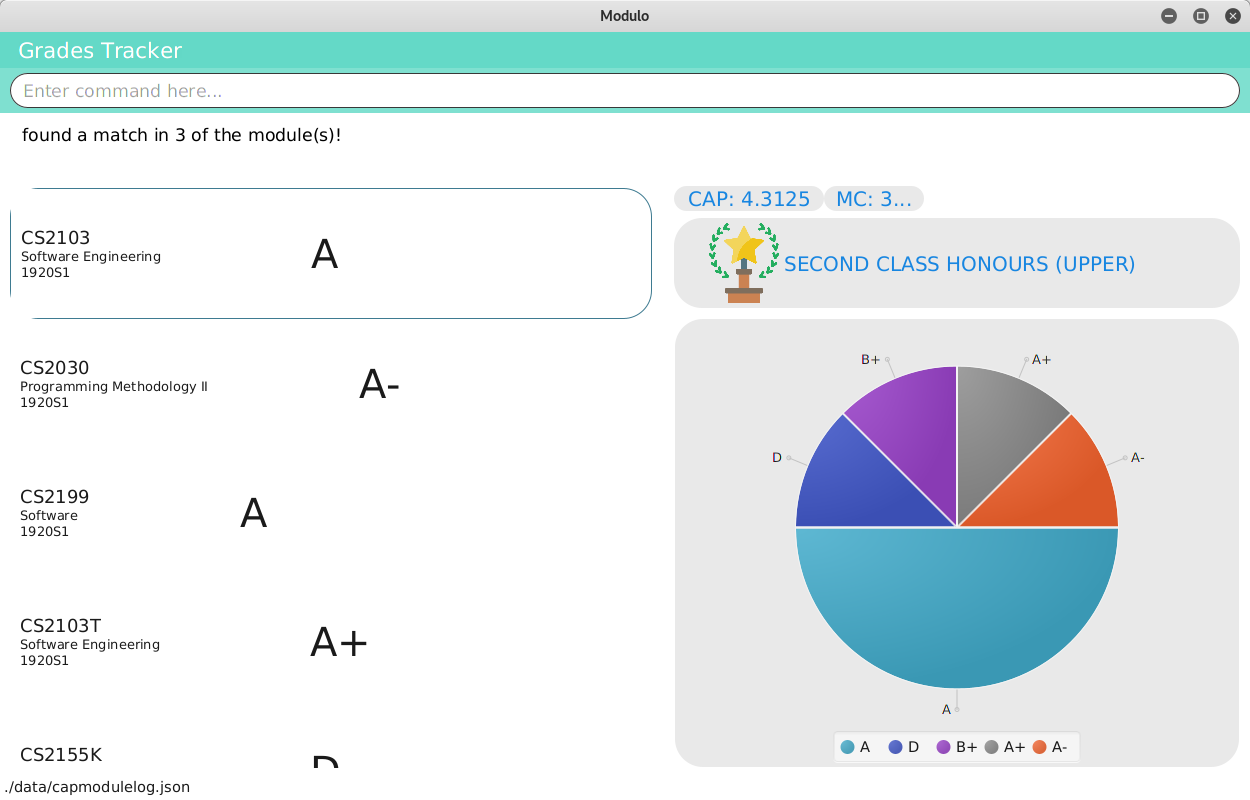 Modulo
Grades Tracker
Enter command here...
found a match in 3 of the module(s)!
CS2103
Software Engineering
1920S1
A
CS2030
Programming Methodology II
1920S1
A-
CS2199
Software
1920S1
A
CS2103T
Software Engineering
1920S1
A+
CS2155K
D
CAP: 4.3125
MC: 3...
SECOND CLASS HONOURS (UPPER)
B+
A+
D
A-
A
A D B+ A+ A-
./data/capmodulelog.json